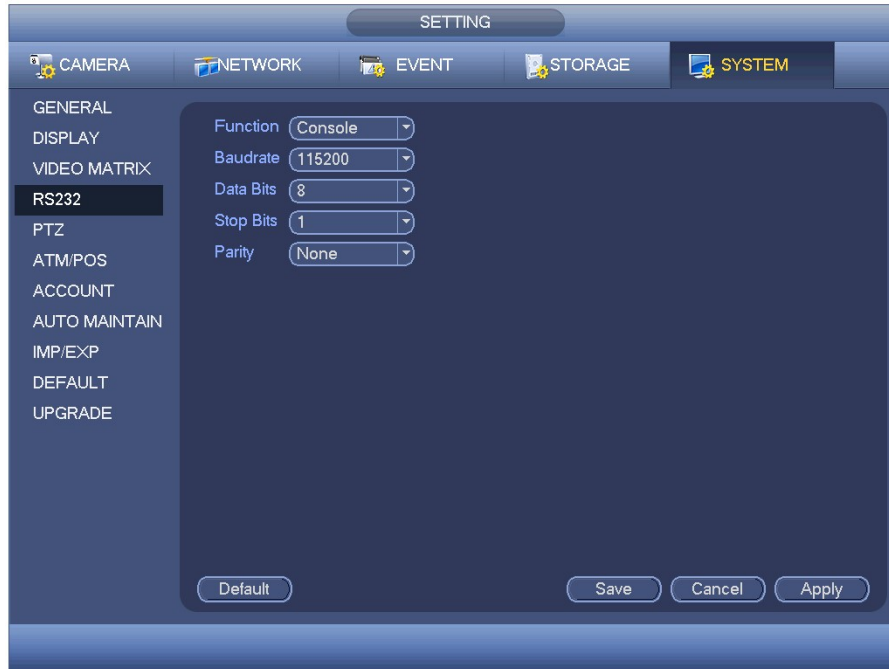 SETTING
CAMERA NETWORK EVENT STORAGE SYSTEM
GENERAL
DISPLAY
VIDEO MATRIX
RS232
PTZ
ATM/POS
ACCOUNT
AUTO MAINTAIN
IMP/EXP
DEFAULT
UPGRADE
Function Console
Baudrate 115200
Data Bits 8
Stop Bits 1
Parity None
Default Save Cancel Apply